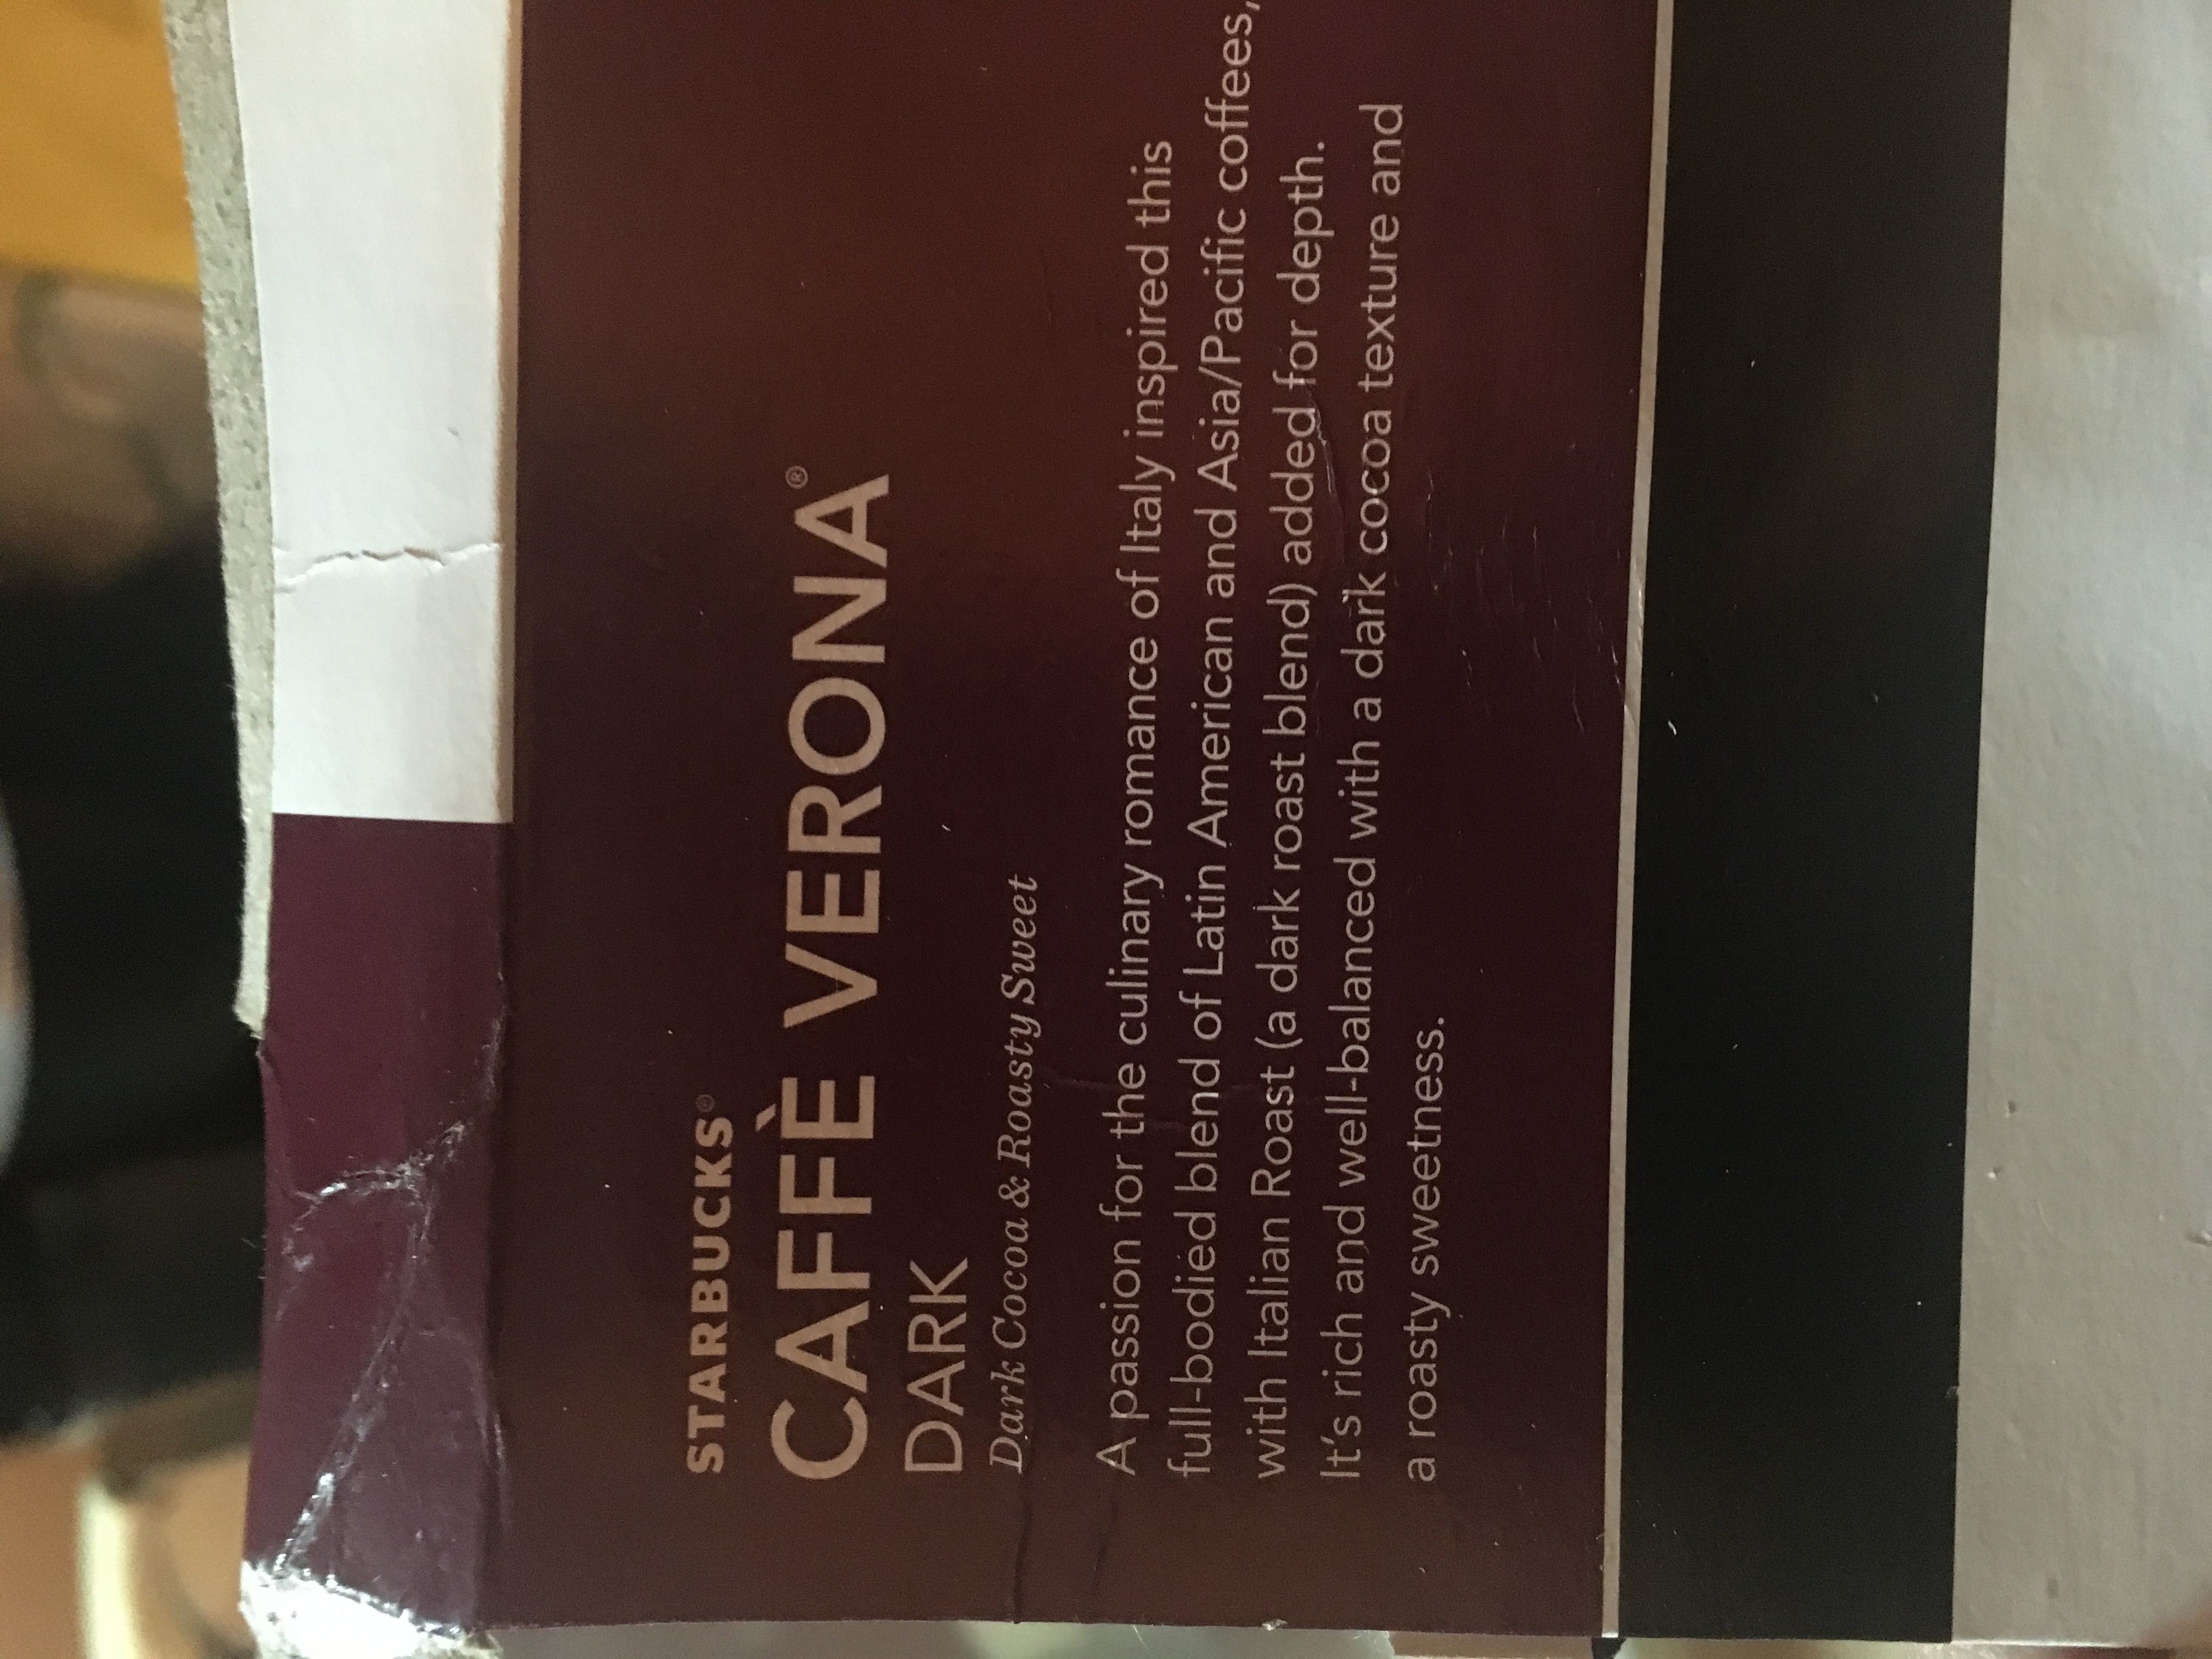 STARBUCKS®
CAFFÈ VERONA®
DARK
Dark Cocoa & Roasty Sweet
A passion for the culinary romance of Italy inspired this
full-bodied blend of Latin American and Asia/Pacific coffees,
with Italian Roast (a dark roast blend) added for depth.
It's rich and well-balanced with a dark cocoa texture and
a roasty sweetness.